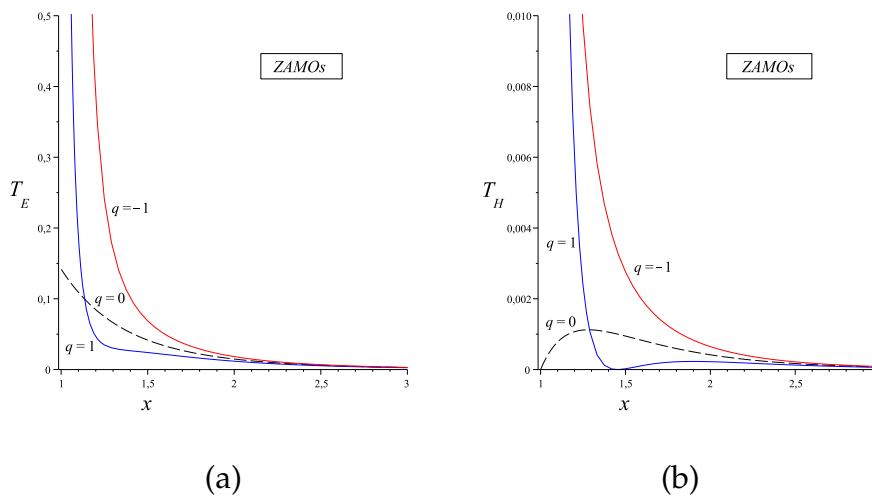 0,5
ZAMOs
0,4
0,3
T_E
q = −1
0,2
0,1
q = 0
q = 1
0
1
1,5
2
2,5
3
x
(a)
0,010
ZAMOs
0,008
0,006
T_H
q = 1
0,004
q = −1
0,002
q = 0
0
1
1,5
2
2,5
x
(b)